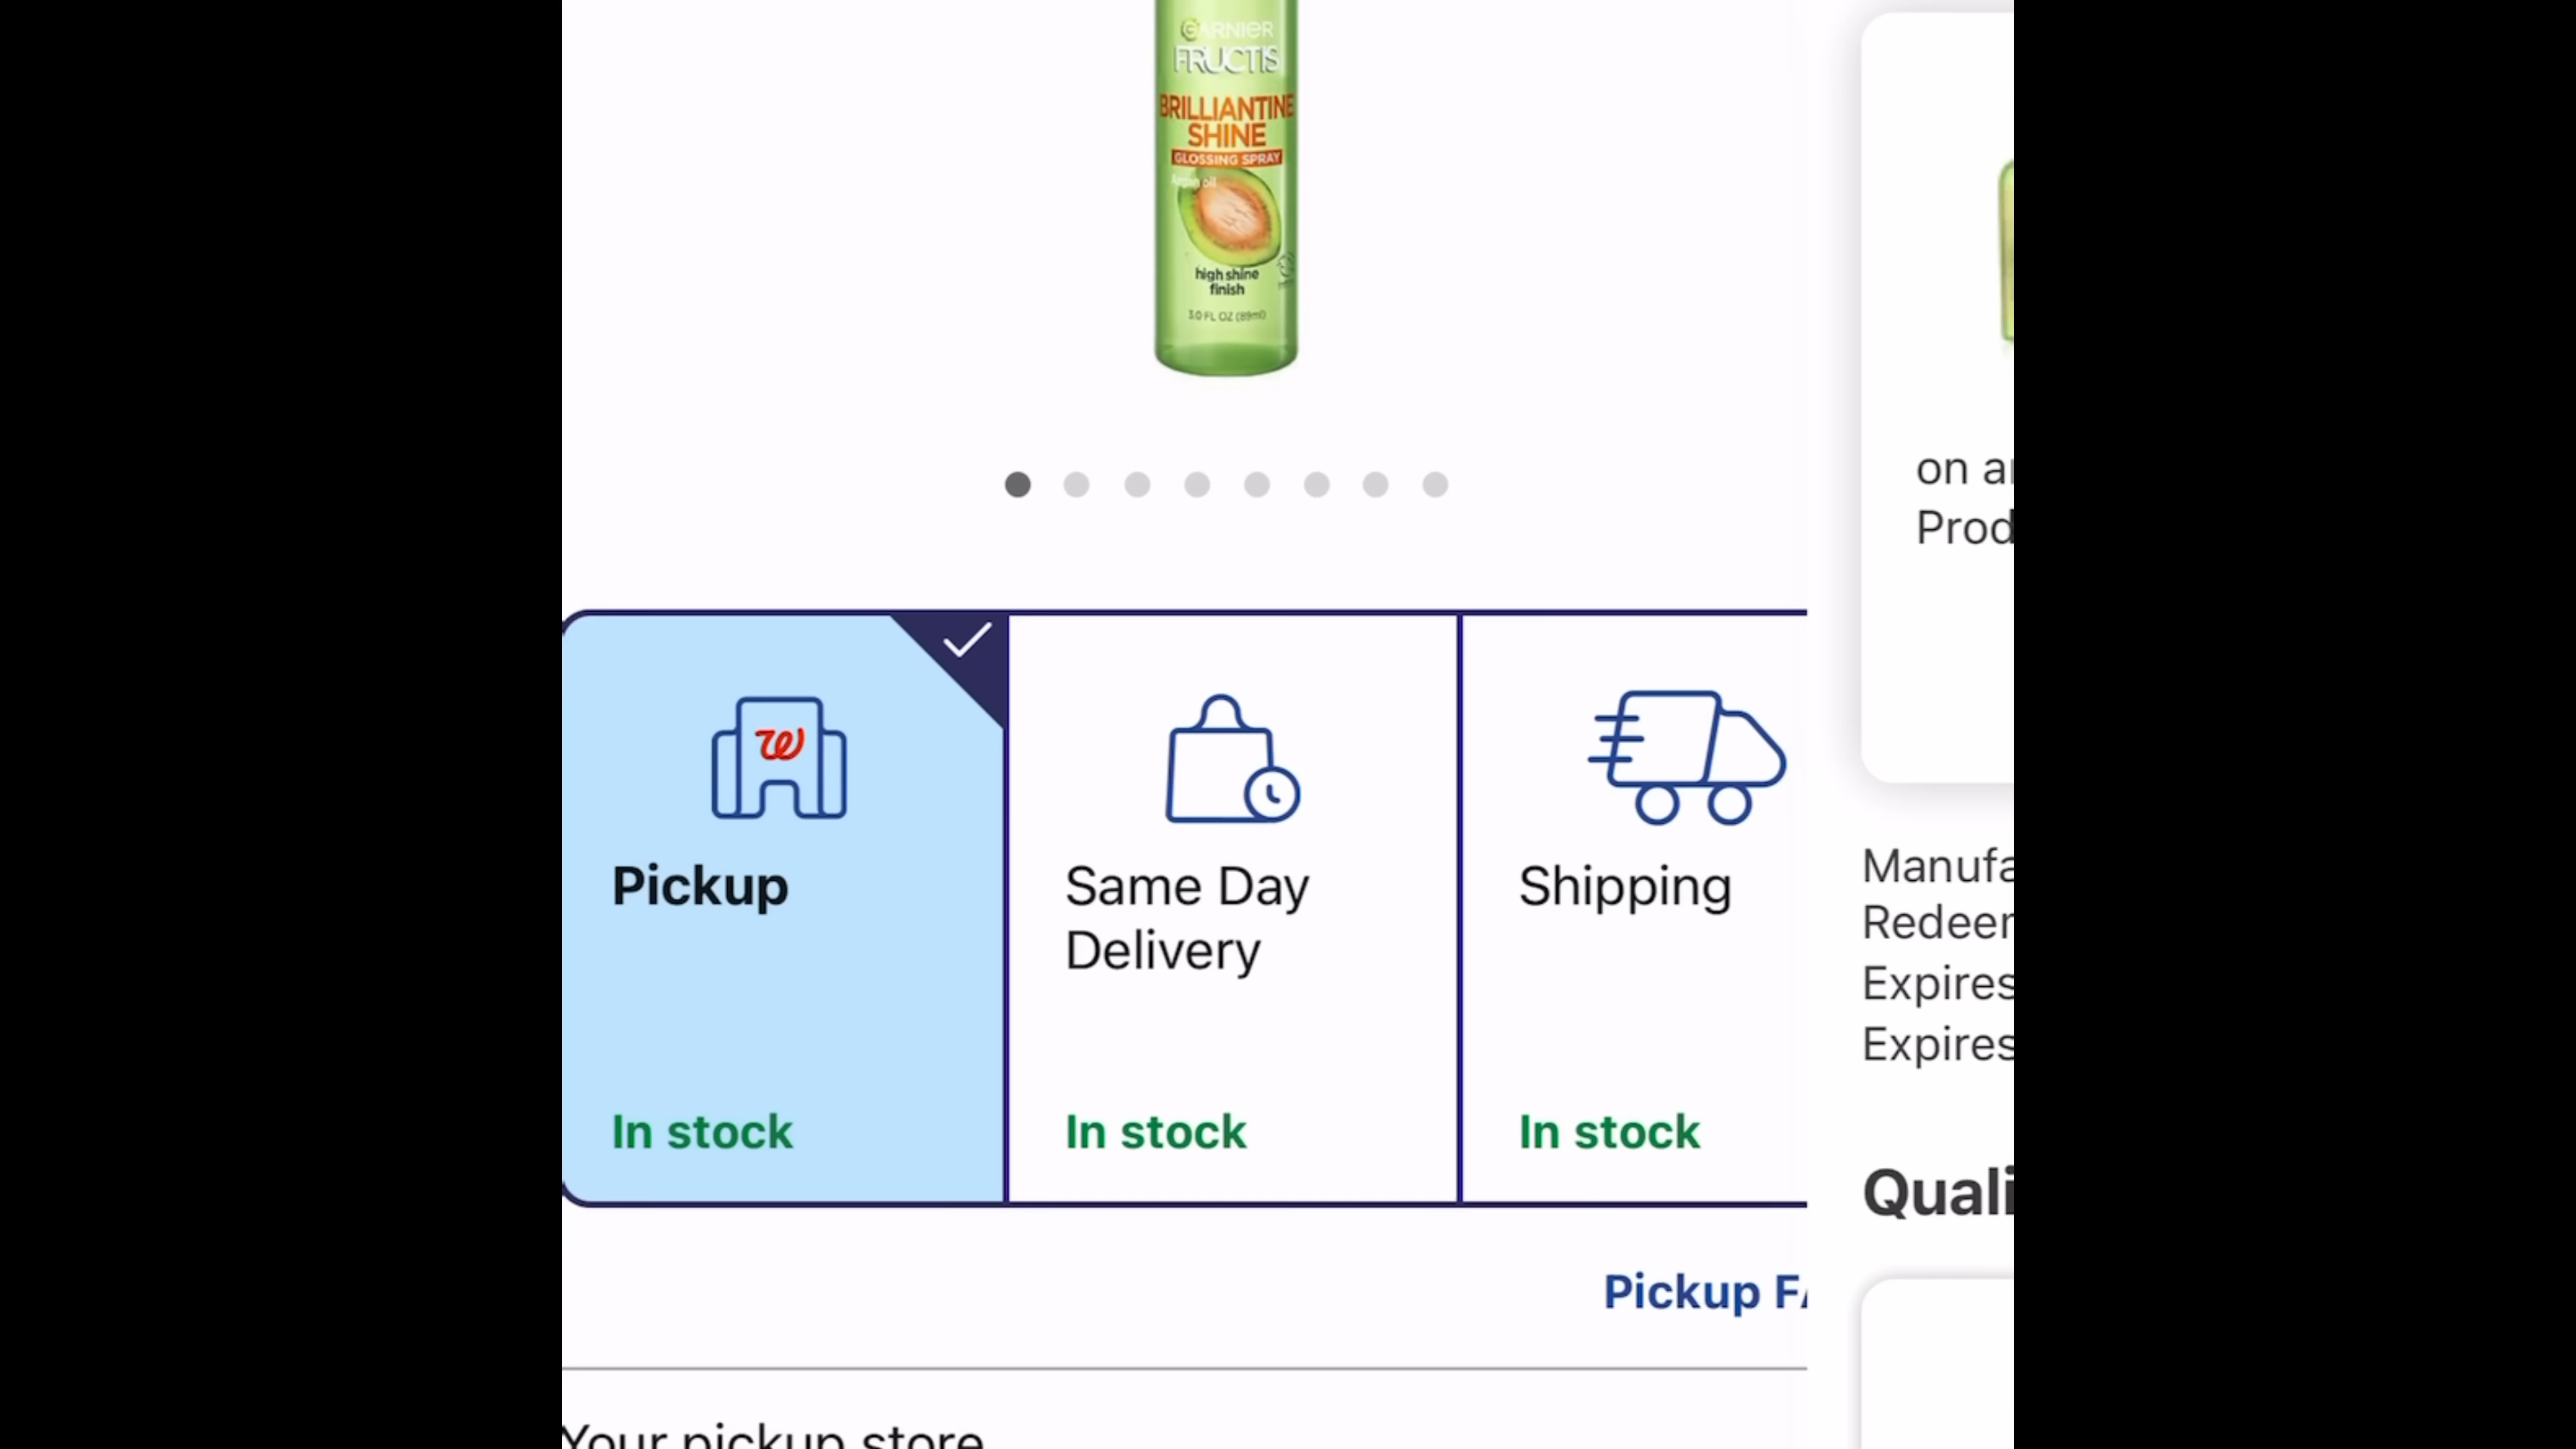 GARNIER
FRUCTIS
BRILLIANTINE
SHINE
GLOSSING SPRAY
Argan oil
high shine
finish
3.0 FL OZ (89ml)
on a
Prod
Pickup
In stock
Same Day
Delivery
In stock
Shipping
In stock
Manufa
Redeem
Expires
Expires
Quali
Pickup FA
Your pickup store